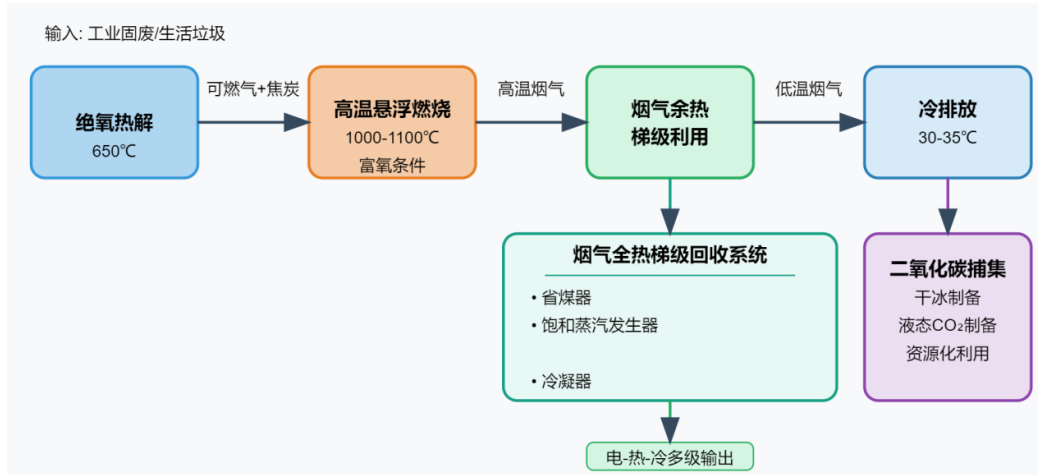 输入: 工业固废/生活垃圾
绝氧热解
650℃
可燃气+焦炭
高温悬浮燃烧
1000-1100℃
富氧条件
高温烟气
烟气余热
梯级利用
低温烟气
冷排放
30-35℃
烟气全热梯级回收系统
• 省煤器
• 饱和蒸汽发生器
• 冷凝器
二氧化碳捕集
干冰制备
液态CO₂制备
资源化利用
电-热-冷多级输出